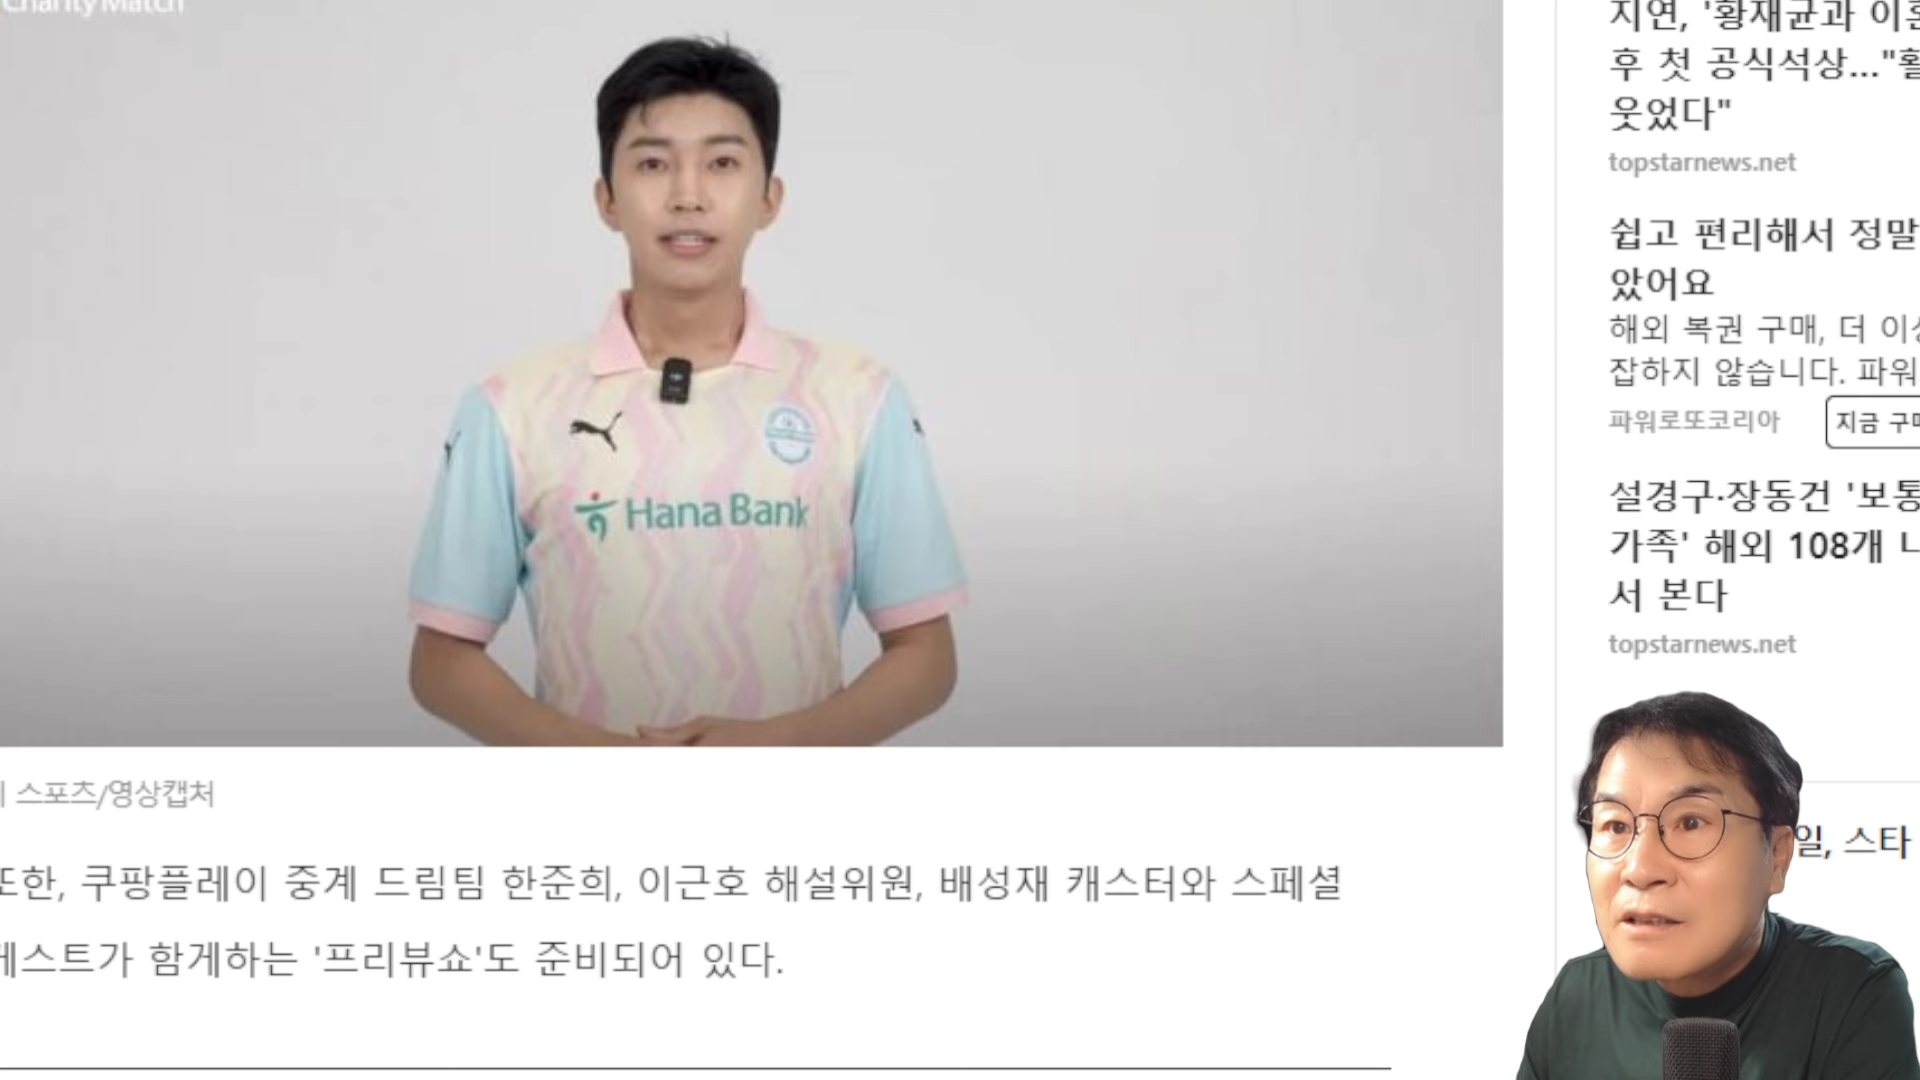 Charity Match
Hana Bank
스포츠/영상캡처
또한, 쿠팡플레이 중계 드림팀 한준희, 이근호 해설위원, 배성재 캐스터와 스페셜
게스트가 함게하는 '프리뷰쇼'도 준비되어 있다.
지연, '황재균과 이혼
후 첫 공식석상..."활
웃었다"
topstarnews.net
쉽고 편리해서 정말
았어요
해외 복권 구매, 더 이상
잡하지 않습니다. 파워
파워로또코리아
지금 구매
설경구·장동건 '보통
가족' 해외 108개 나
서 본다
topstarnews.net
일, 스타